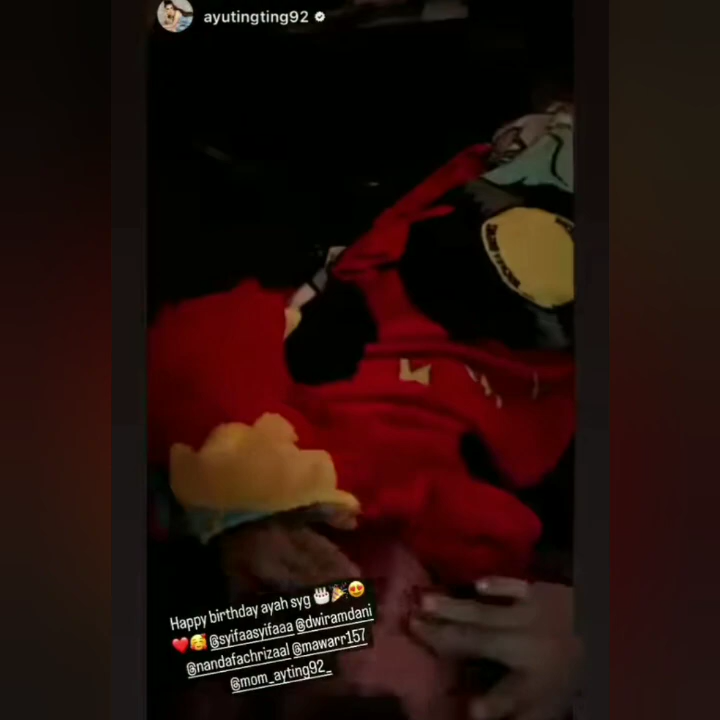 ayutingting92
Happy birthday ayah syg 🎂🎉😍
❤️🥰 @syifaasyifaaa @dwiramdani
@nandafachrizaal @mawarr157
@mom_ayting92_